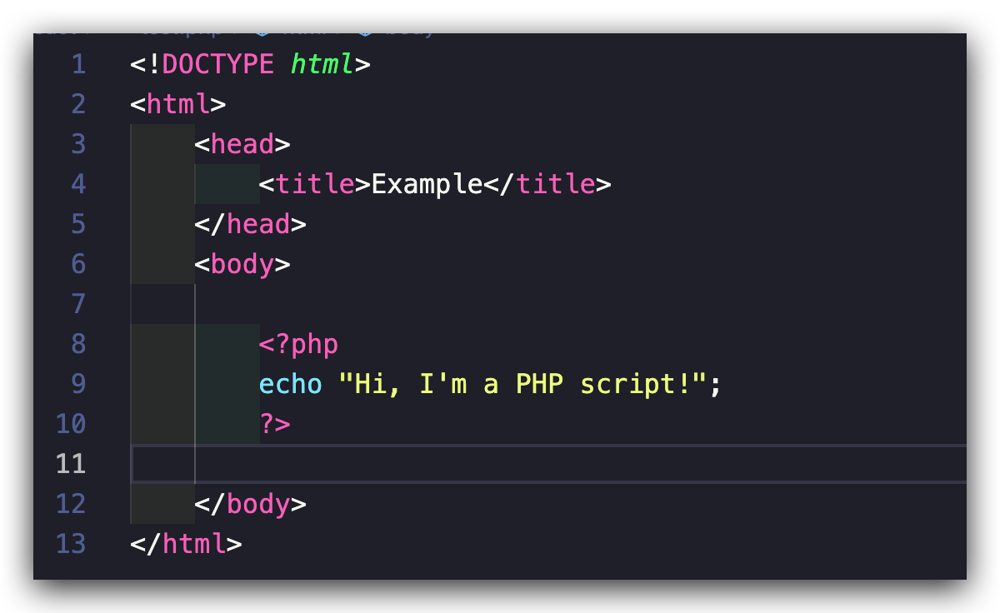 1 <!DOCTYPE html>
2 <html>
3     <head>
4         <title>Example</title>
5     </head>
6     <body>
7
8         <?php
9         echo "Hi, I'm a PHP script!";
10         ?>
11
12     </body>
13 </html>